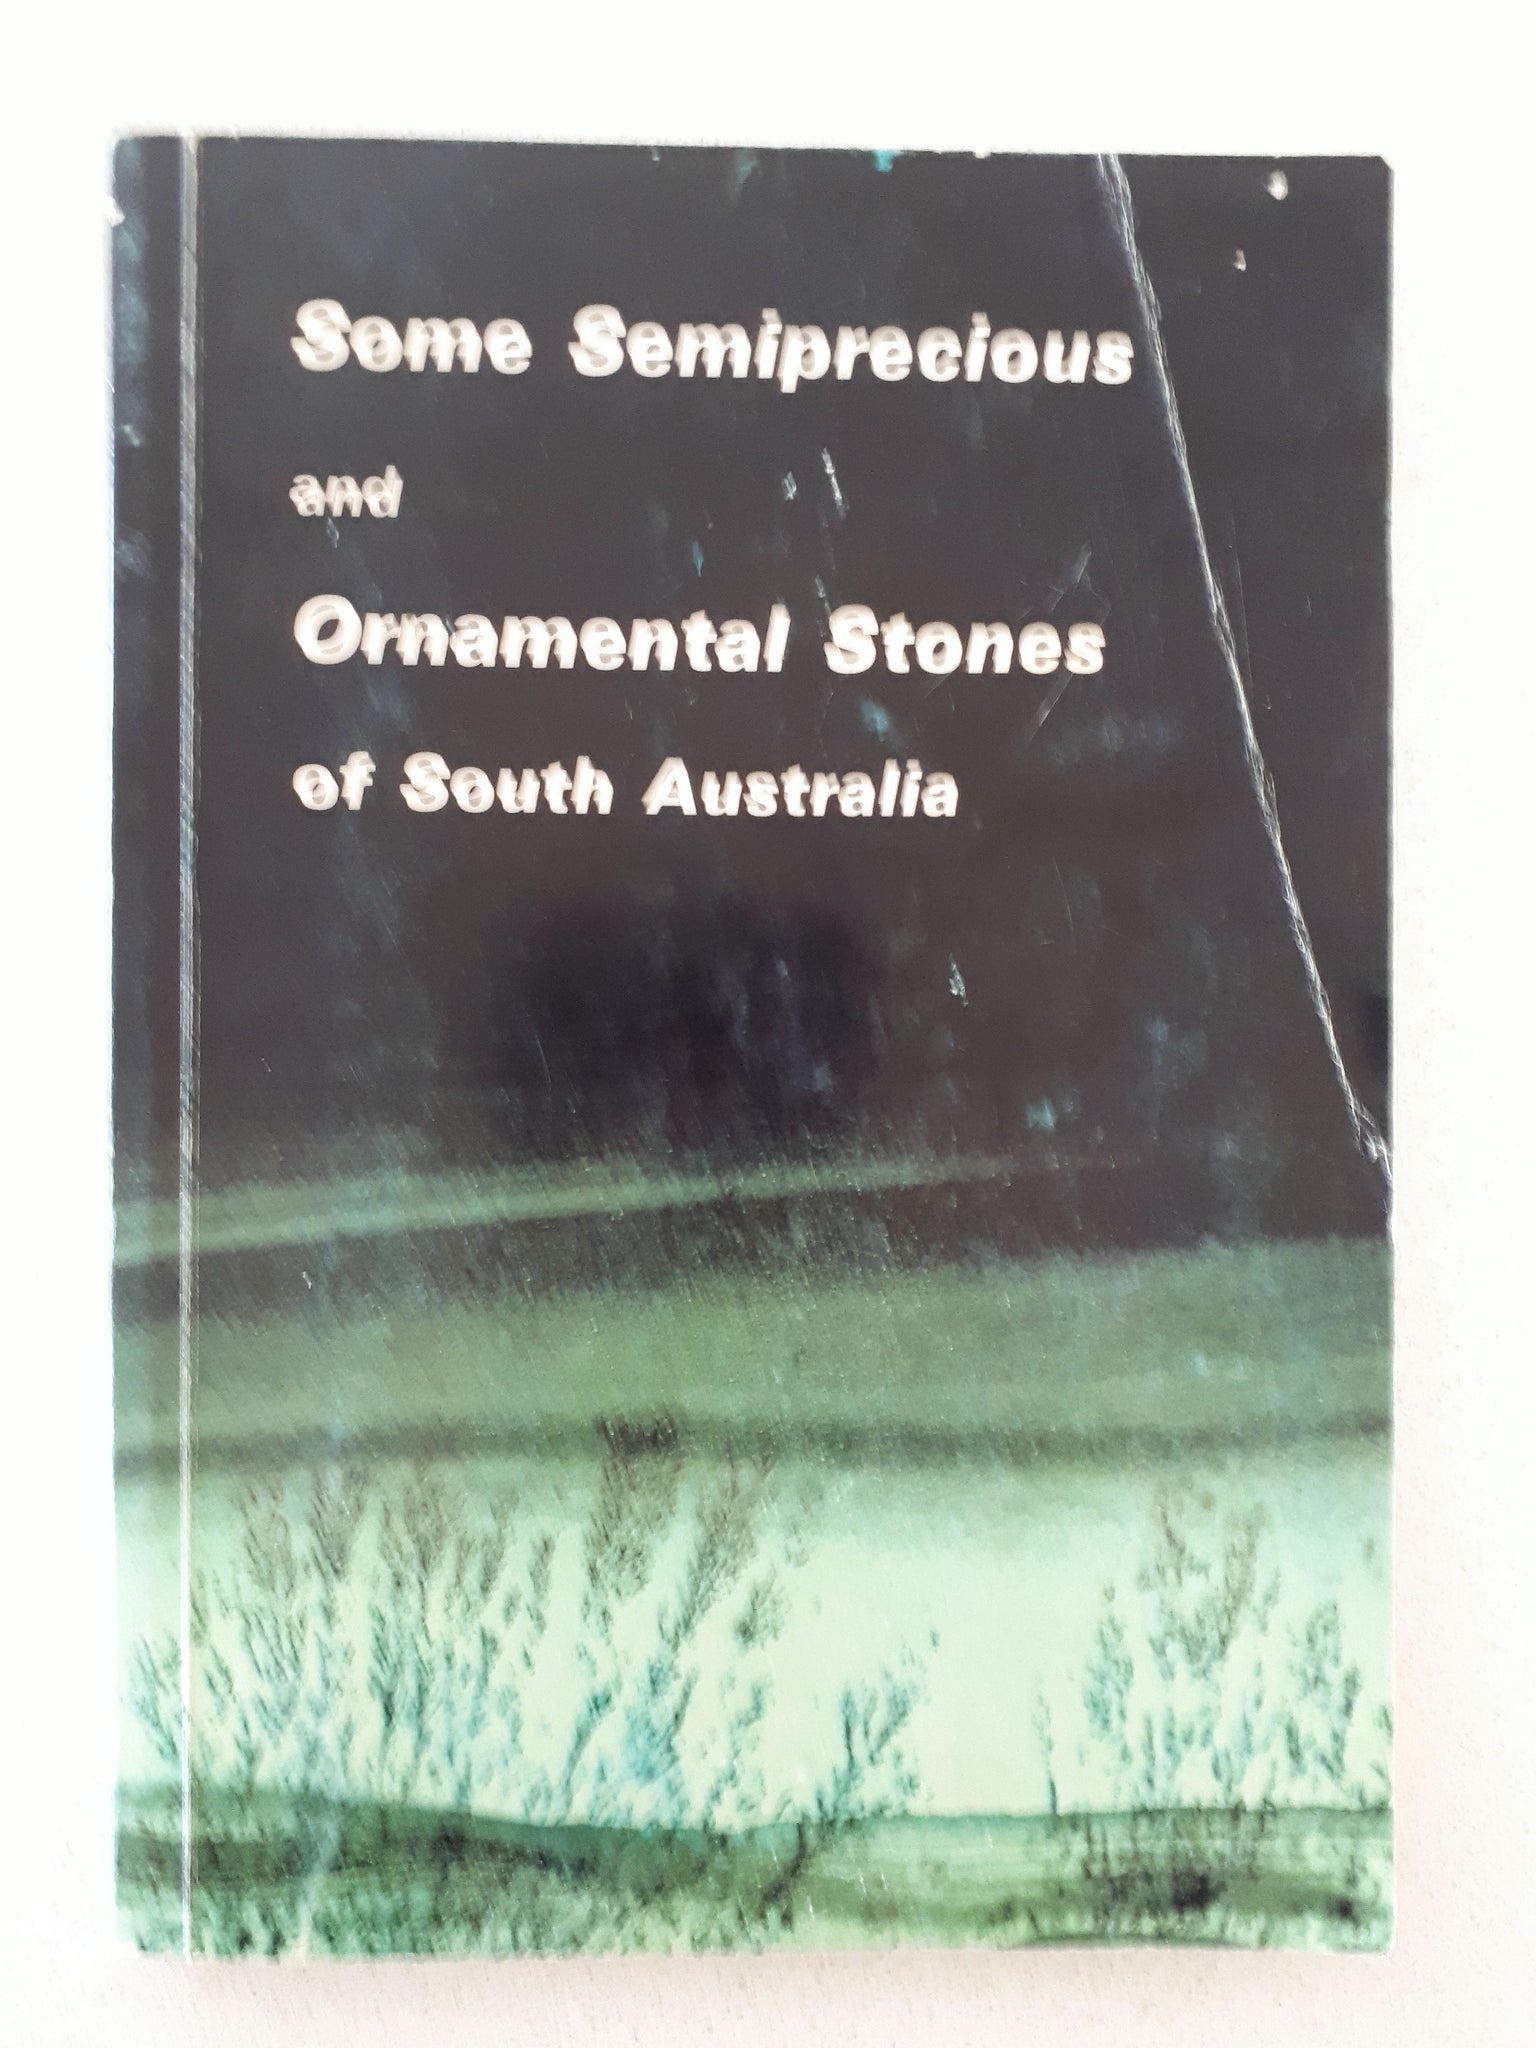 Some Semiprecious
and
Ornamental Stones
of South Australia